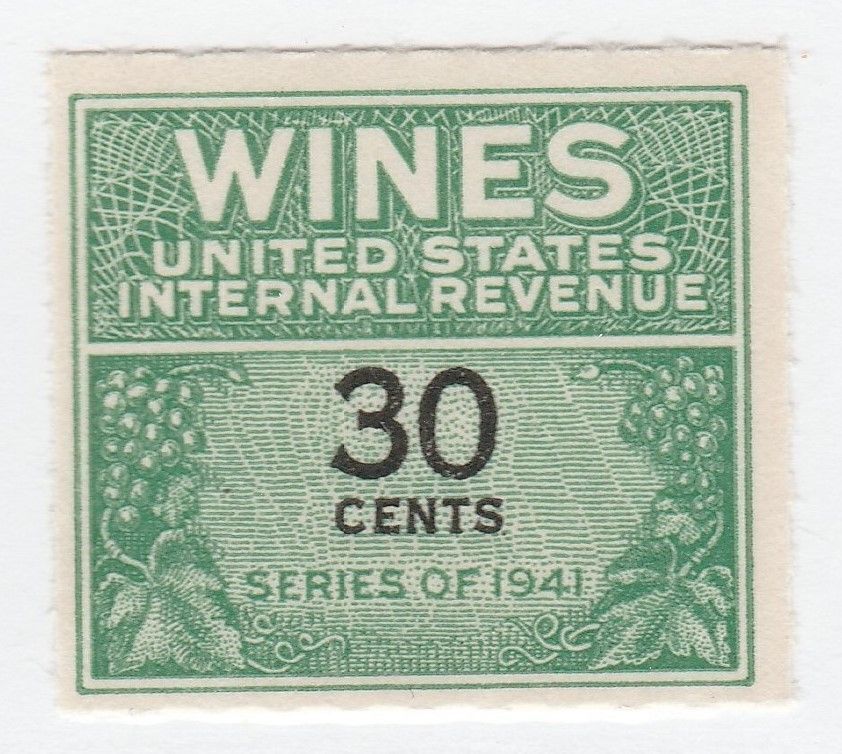 WINES
UNITED STATES
INTERNAL REVENUE
30
CENTS
SERIES OF 1941